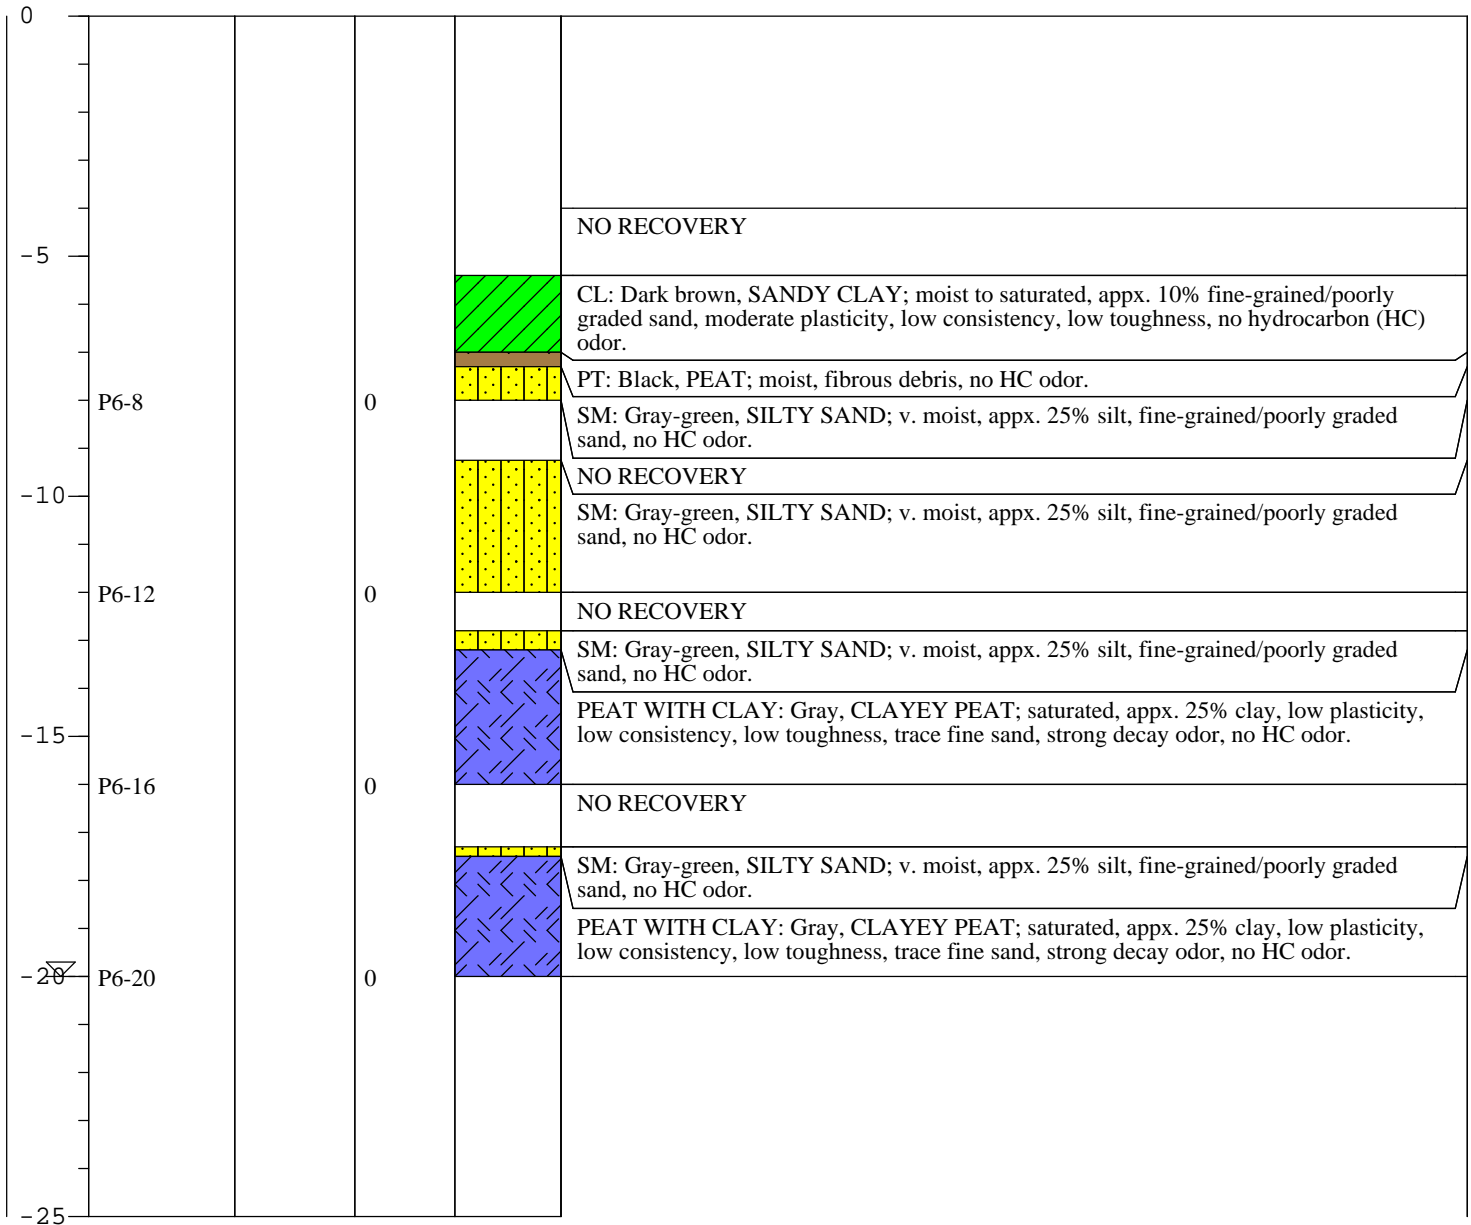 0
NO RECOVERY
-5
CL: Dark brown, SANDY CLAY; moist to saturated, appx. 10% fine-grained/poorly
graded sand, moderate plasticity, low consistency, low toughness, no hydrocarbon (HC)
odor.
PT: Black, PEAT; moist, fibrous debris, no HC odor.
P6-8 0
SM: Gray-green, SILTY SAND; v. moist, appx. 25% silt, fine-grained/poorly graded
sand, no HC odor.
NO RECOVERY
-10
SM: Gray-green, SILTY SAND; v. moist, appx. 25% silt, fine-grained/poorly graded
sand, no HC odor.
P6-12 0
NO RECOVERY
SM: Gray-green, SILTY SAND; v. moist, appx. 25% silt, fine-grained/poorly graded
sand, no HC odor.
PEAT WITH CLAY: Gray, CLAYEY PEAT; saturated, appx. 25% clay, low plasticity,
-15
low consistency, low toughness, trace fine sand, strong decay odor, no HC odor.
P6-16 0
NO RECOVERY
SM: Gray-green, SILTY SAND; v. moist, appx. 25% silt, fine-grained/poorly graded
sand, no HC odor.
PEAT WITH CLAY: Gray, CLAYEY PEAT; saturated, appx. 25% clay, low plasticity,
low consistency, low toughness, trace fine sand, strong decay odor, no HC odor.
-20
P6-20 0
-25